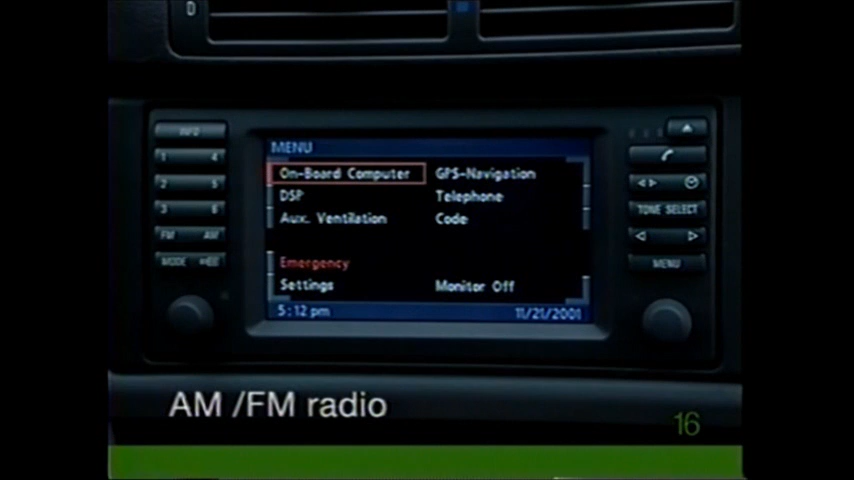 D
INFO
1 4
2 5
3 6
FM AM
MODE
MENU
On-Board Computer GPS-Navigation
DSP Telephone
Aux. Ventilation Code
Emergency
Settings Monitor Off
5:12 pm 11/21/2001
TONE SELECT
MENU
AM /FM radio
16